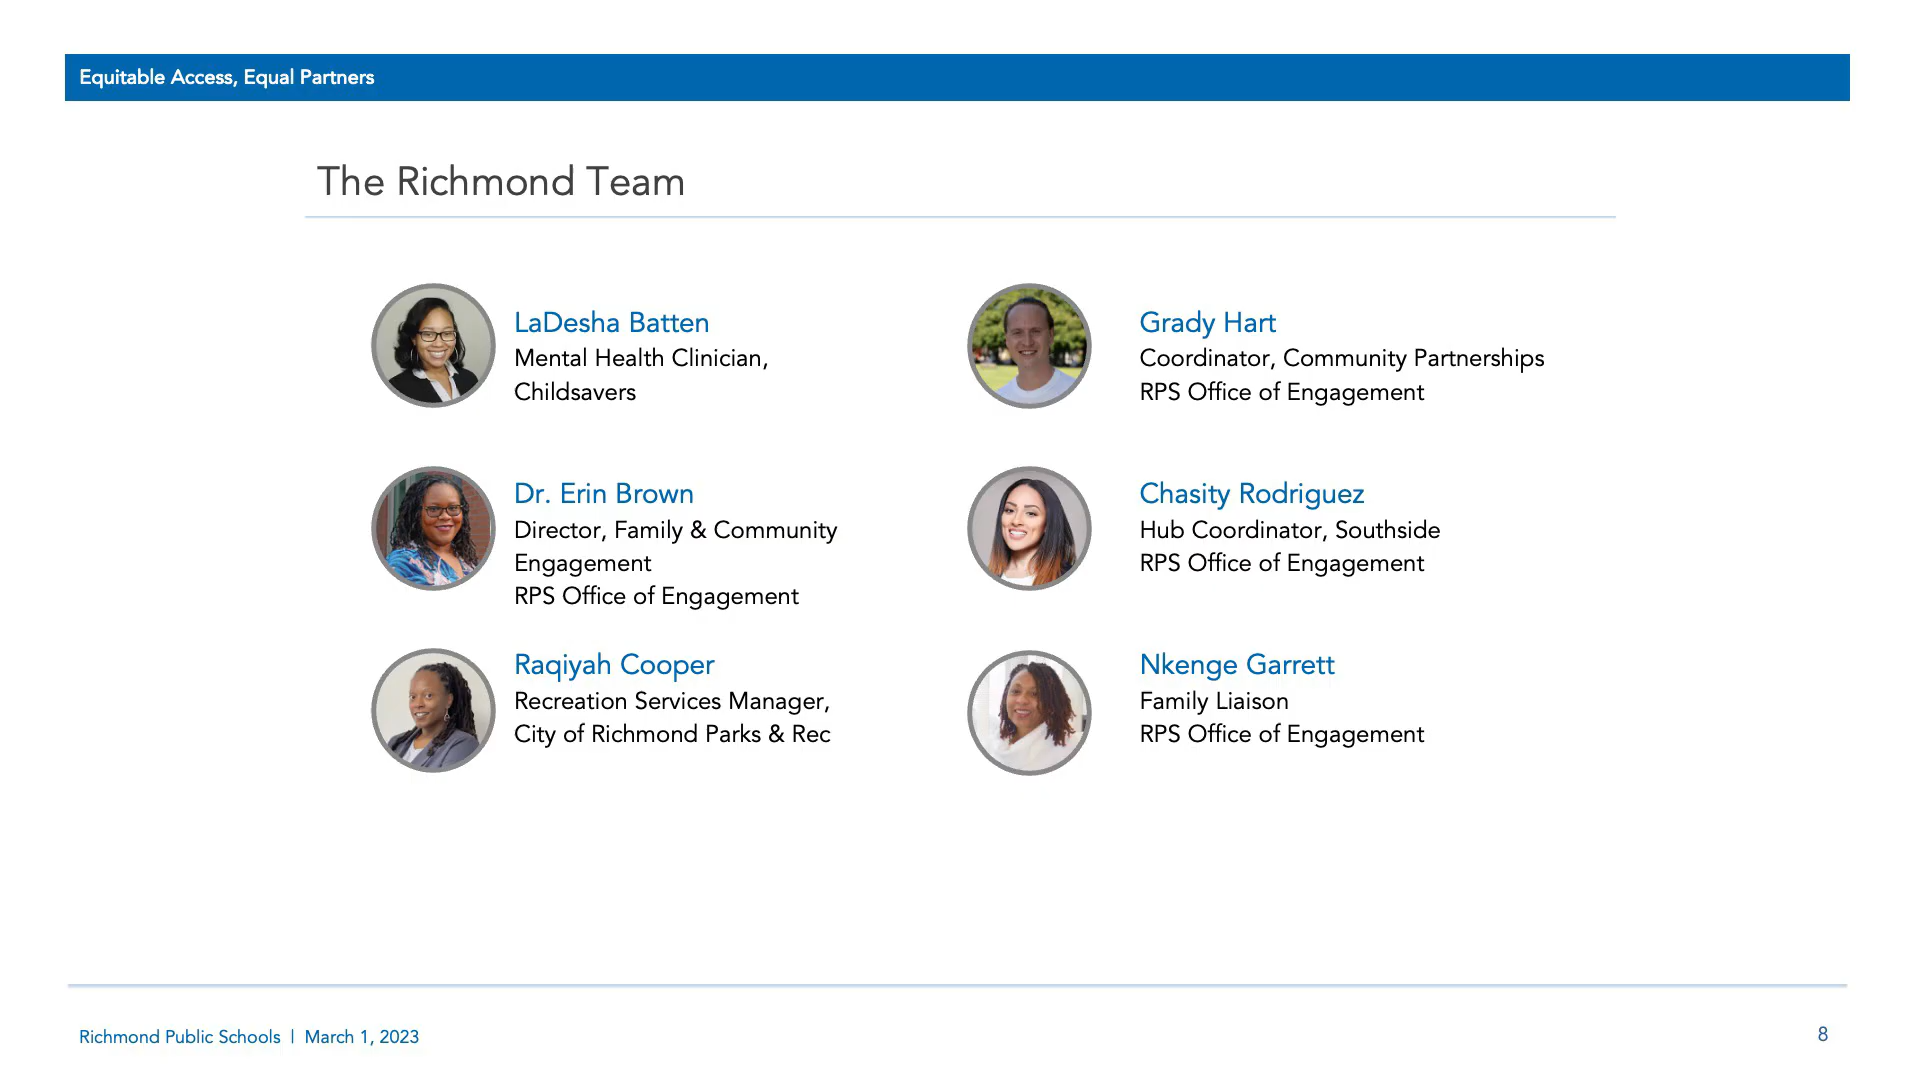 Equitable Access, Equal Partners
The Richmond Team
LaDesha Batten
Mental Health Clinician,
Childsavers
Dr. Erin Brown
Director, Family & Community
Engagement
RPS Office of Engagement
Raqiyah Cooper
Recreation Services Manager,
City of Richmond Parks & Rec
Grady Hart
Coordinator, Community Partnerships
RPS Office of Engagement
Chasity Rodriguez
Hub Coordinator, Southside
RPS Office of Engagement
Nkenge Garrett
Family Liaison
RPS Office of Engagement
Richmond Public Schools | March 1, 2023
8